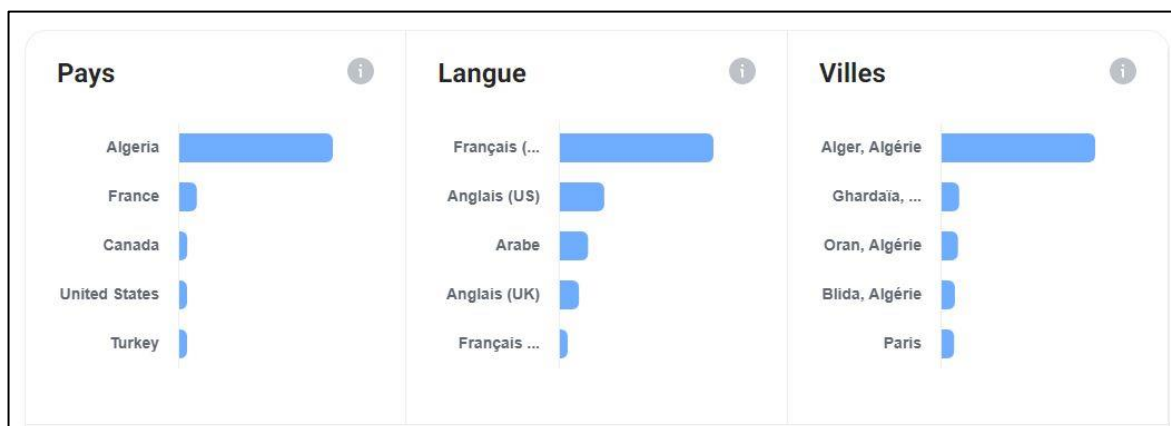 Pays
Algeria
France
Canada
United States
Turkey
Langue
Français (...
Anglais (US)
Arabe
Anglais (UK)
Français ...
Villes
Alger, Algérie
Ghardaïa, ...
Oran, Algérie
Blida, Algérie
Paris